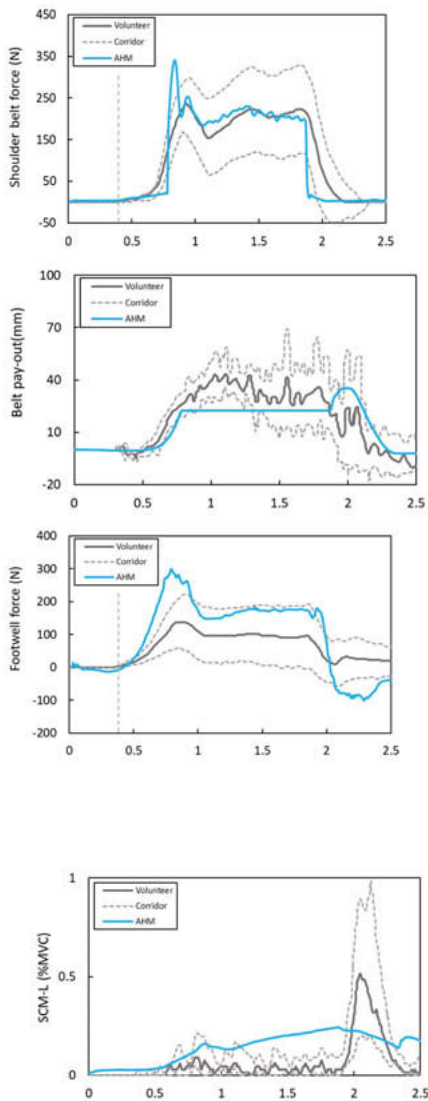 Shoulder belt force (N)
450
350
250
150
50
-50
Volunteer
Corridor
AHM
0 0.5 1 1.5 2 2.5
Belt pay-out(mm)
100
70
40
10
-20
Volunteer
Corridor
AHM
0 0.5 1 1.5 2 2.5
Footwell force (N)
400
300
200
100
0
-100
-200
Volunteer
Corridor
AHM
0 0.5 1 1.5 2 2.5
SCM-L (%MVC)
1
0.5
0
Volunteer
Corridor
AHM
0 0.5 1 1.5 2 2.5